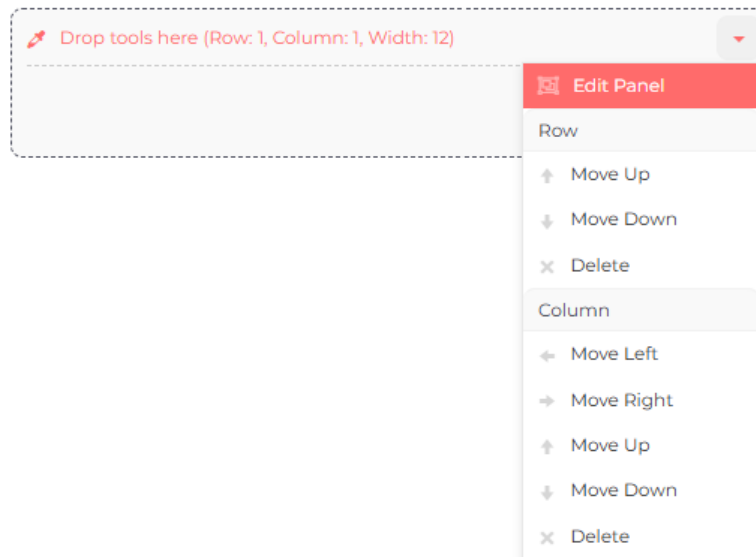 Drop tools here (Row: 1, Column: 1, Width: 12)
Edit Panel
Row
Move Up
Move Down
Delete
Column
Move Left
Move Right
Move Up
Move Down
Delete